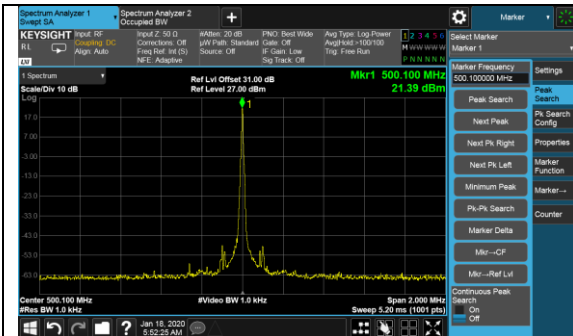 Spectrum Analyzer 1
Swept SA
Spectrum Analyzer 2
Occupied BW
+
Marker
KEYSIGHT
RL
Input: RF
Coupling: DC
Align: Auto
Input Z: 50 Ω
Corrections: Off
Freq Ref: Int (S)
NFE: Adaptive
#Atten: 20 dB
µW Path: Standard
Source: Off
PNO: Best Wide
Gate: Off
IF Gain: Low
Sig Track: Off
Avg Type: Log-Power
Avg|Hold:>100/100
Trig: Free Run
1 2 3 4 5 6
M W W W W W
P N N N N N
LW
1 Spectrum
Scale/Div 10 dB
Ref Lvl Offset 31.00 dB
Ref Level 27.00 dBm
Mkr1 500.100 MHz
21.39 dBm
Log
1
17.0
7.00
-3.00
-13.0
-23.0
-33.0
-43.0
-53.0
-63.0
Center 500.100 MHz
#Res BW 1.0 kHz
#Video BW 1.0 kHz
Span 2.000 MHz
Sweep 5.20 ms (1001 pts)
Jan 18, 2020
5:52:25 AM
?
Select Marker
Marker 1
Marker Frequency
500.100000 MHz
Peak Search
Next Peak
Next Pk Right
Next Pk Left
Minimum Peak
Pk-Pk Search
Marker Delta
Mkr→CF
Mkr→Ref Lvl
Continuous Peak
Search
On
Off
Settings
Peak
Search
Pk Search
Config
Properties
Marker
Function
Marker→
Counter